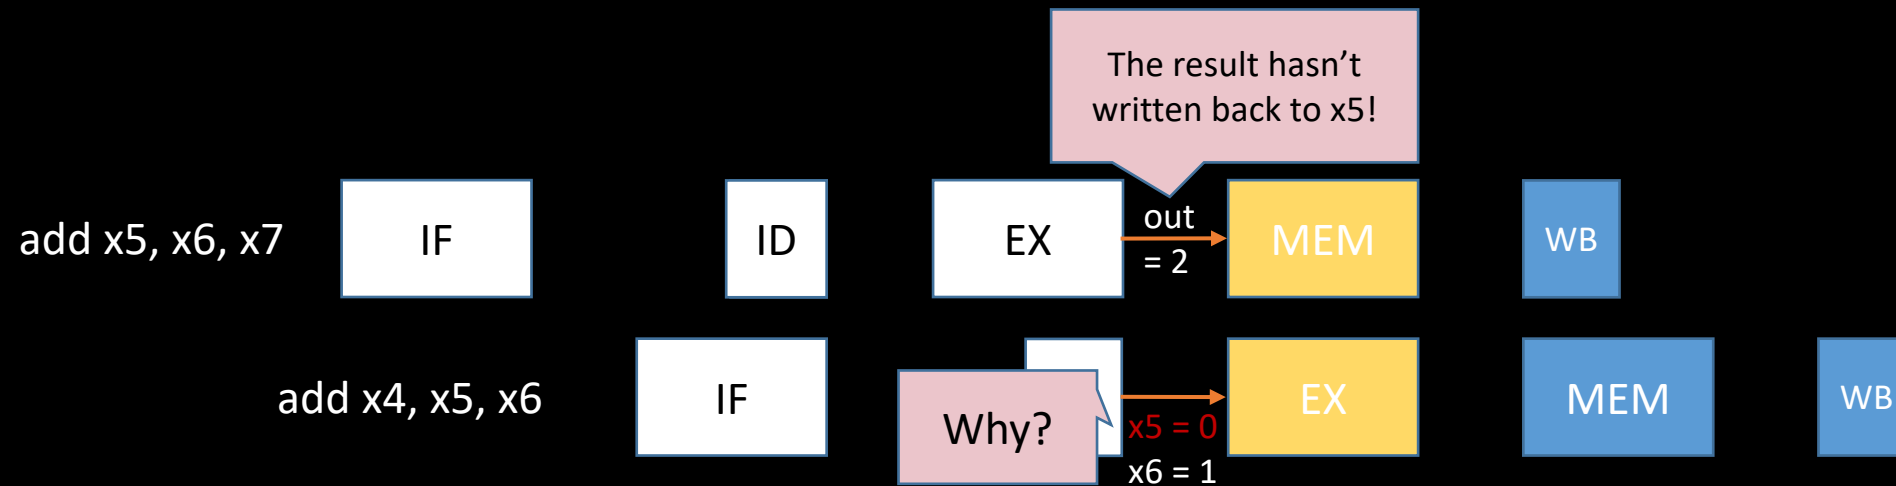 The result hasn't
written back to x5!
add x5, x6, x7
IF
ID
EX
out
= 2
MEM
WB
add x4, x5, x6
IF
Why?
x5 = 0
x6 = 1
EX
MEM
WB